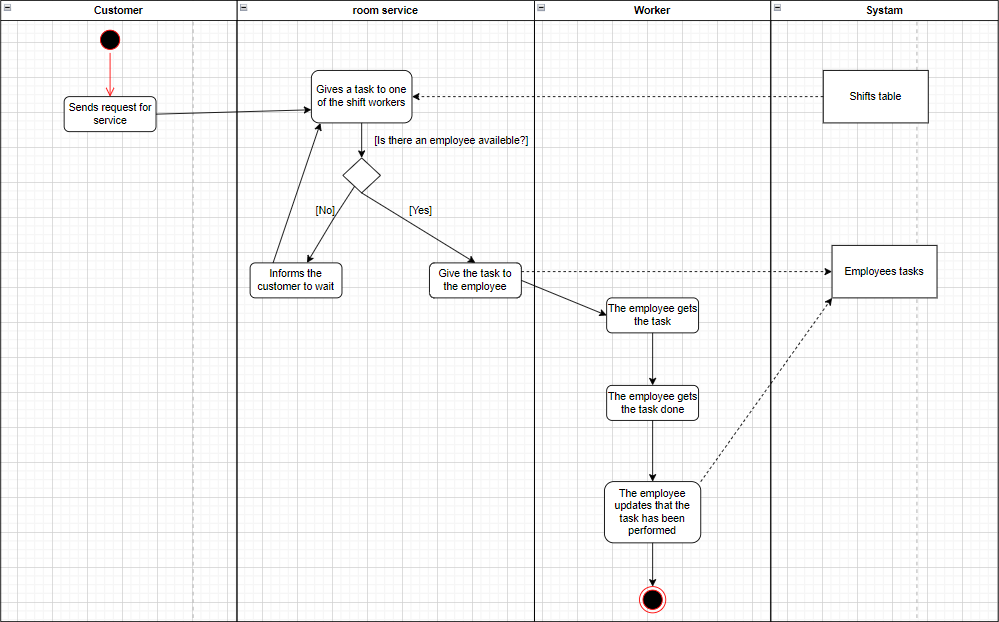 Customer
room service
Worker
Systam
Gives a task to one
of the shift workers
Shifts table
Sends request for
service
[Is there an employee availeble?]
[No]
[Yes]
Informs the
customer to wait
Give the task to
the employee
Employees tasks
The employee gets
the task
The employee gets
the task done
The employee
updates that the
task has been
performed